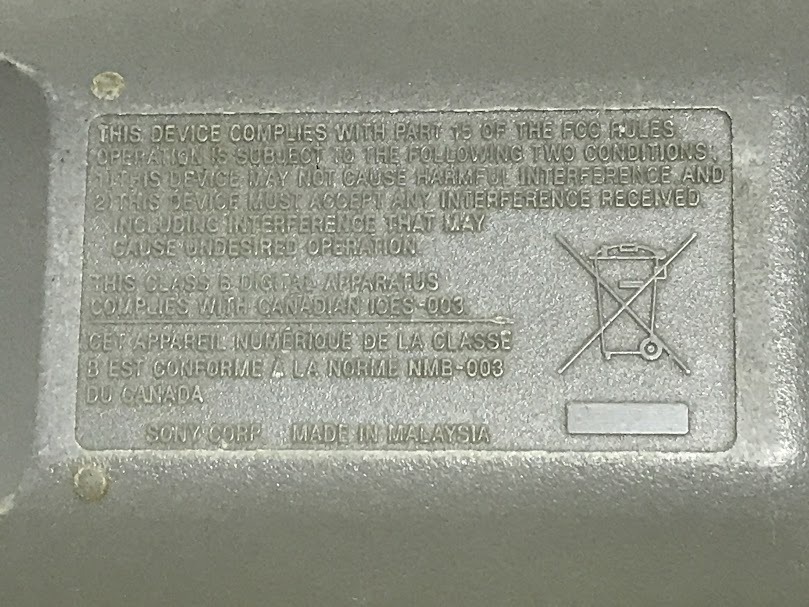 THIS DEVICE COMPLIES WITH PART 15 OF THE FCC RULES.
OPERATION IS SUBJECT TO THE FOLLOWING TWO CONDITIONS:
1) THIS DEVICE MAY NOT CAUSE HARMFUL INTERFERENCE AND
2) THIS DEVICE MUST ACCEPT ANY INTERFERENCE RECEIVED
INCLUDING INTERFERENCE THAT MAY
CAUSE UNDESIRED OPERATION.
THIS CLASS B DIGITAL APPARATUS
COMPLIES WITH CANADIAN ICES-003.
CET APPAREIL NUMÉRIQUE DE LA CLASSE
B EST CONFORME À LA NORME NMB-003
DU CANADA
SONY CORP. MADE IN MALAYSIA